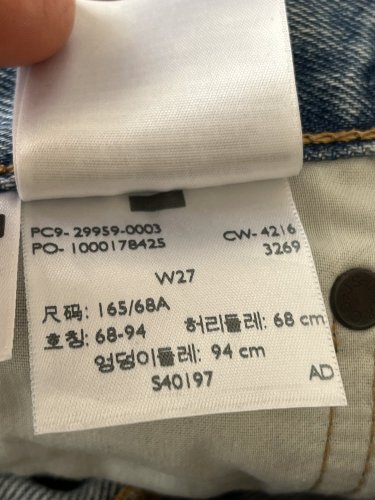 PC9- 29959-0003 CW- 4216
PO- 1000178425 3269
W27
尺码: 165/68A
호칭: 68-94 허리둘레: 68 cm
엉덩이둘레: 94 cm
S40197 AD